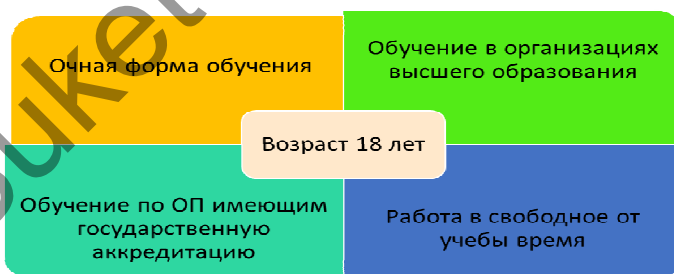 Очная форма обучения
Обучение в организациях
высшего образования
Возраст 18 лет
Обучение по ОП имеющим
государственную
аккредитацию
Работа в свободное от
учебы время